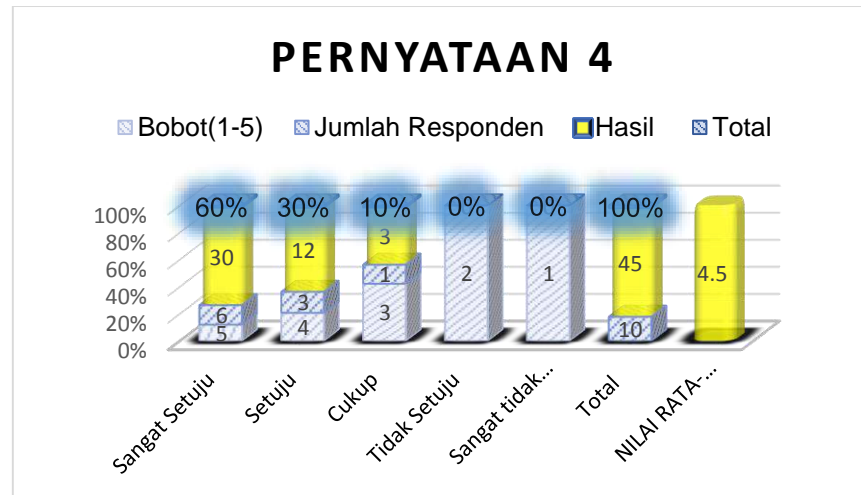 PERNYATAAN 4
Bobot(1-5) Jumlah Responden Hasil Total
100% 60% 30% 10% 0% 0% 100%
80%
60%
40%
20%
0%
30 12 3 2 1 45 4.5
6 3 1 10
5 4 3
Sangat Setuju
Setuju
Cukup
Tidak Setuju
Sangat tidak...
Total
NILAI RATA-...